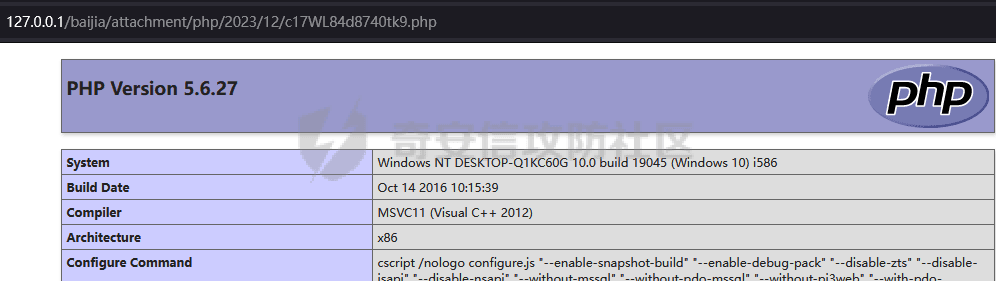 127.0.0.1/baijia/attachment/php/2023/12/c17WL84d8740tk9.php
PHP Version 5.6.27
php
奇安信攻防社区
System Windows NT DESKTOP-Q1KC60G 10.0 build 19045 (Windows 10) i586
Build Date Oct 14 2016 10:15:39
Compiler MSVC11 (Visual C++ 2012)
Architecture x86
Configure Command cscript /nologo configure.js "--enable-snapshot-build" "--enable-debug-pack" "--disable-zts" "--disable-
isapi" "--disable-nsapi" "--without-mssql" "--without-pdo-mssql" "--without-pi3web" "--with-pdo-